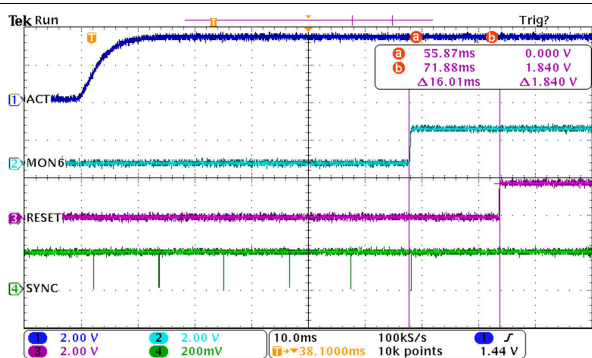 Tek Run Trig?
T
T
a b
a 55.87ms 0.000 V
b 71.88ms 1.840 V
△16.01ms △1.840 V
1 ACT
2 MON6
3 RESET
4 SYNC
1 2.00 V 2 2.00 V
3 2.00 V 4 200mV
10.0ms 100kS/s
T→▼38.1000ms 10k points
1 ʃ
1.44 V